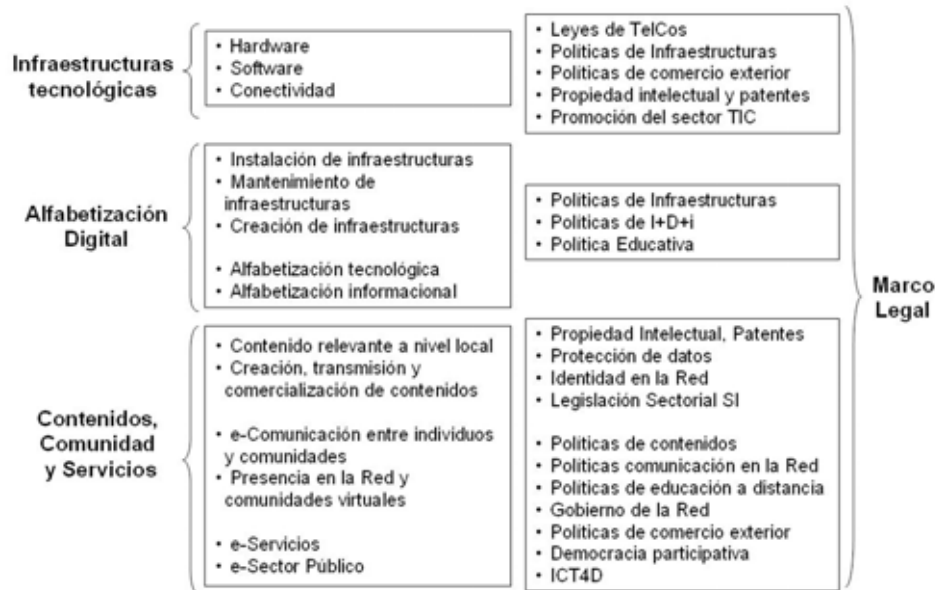 Infraestructuras
tecnológicas
• Hardware
• Software
• Conectividad
• Leyes de TelCos
• Políticas de Infraestructuras
• Políticas de comercio exterior
• Propiedad intelectual y patentes
• Promoción del sector TIC
Alfabetización
Digital
• Instalación de infraestructuras
• Mantenimiento de
infraestructuras
• Creación de infraestructuras
• Alfabetización tecnológica
• Alfabetización informacional
• Políticas de Infraestructuras
• Políticas de I+D+i
• Política Educativa
Contenidos,
Comunidad
y Servicios
• Contenido relevante a nivel local
• Creación, transmisión y
comercialización de contenidos
• e-Comunicación entre individuos
y comunidades
• Presencia en la Red y
comunidades virtuales
• e-Servicios
• e-Sector Público
• Propiedad Intelectual, Patentes
• Protección de datos
• Identidad en la Red
• Legislación Sectorial SI
• Políticas de contenidos
• Políticas comunicación en la Red
• Políticas de educación a distancia
• Gobierno de la Red
• Políticas de comercio exterior
• Democracia participativa
• ICT4D
Marco
Legal